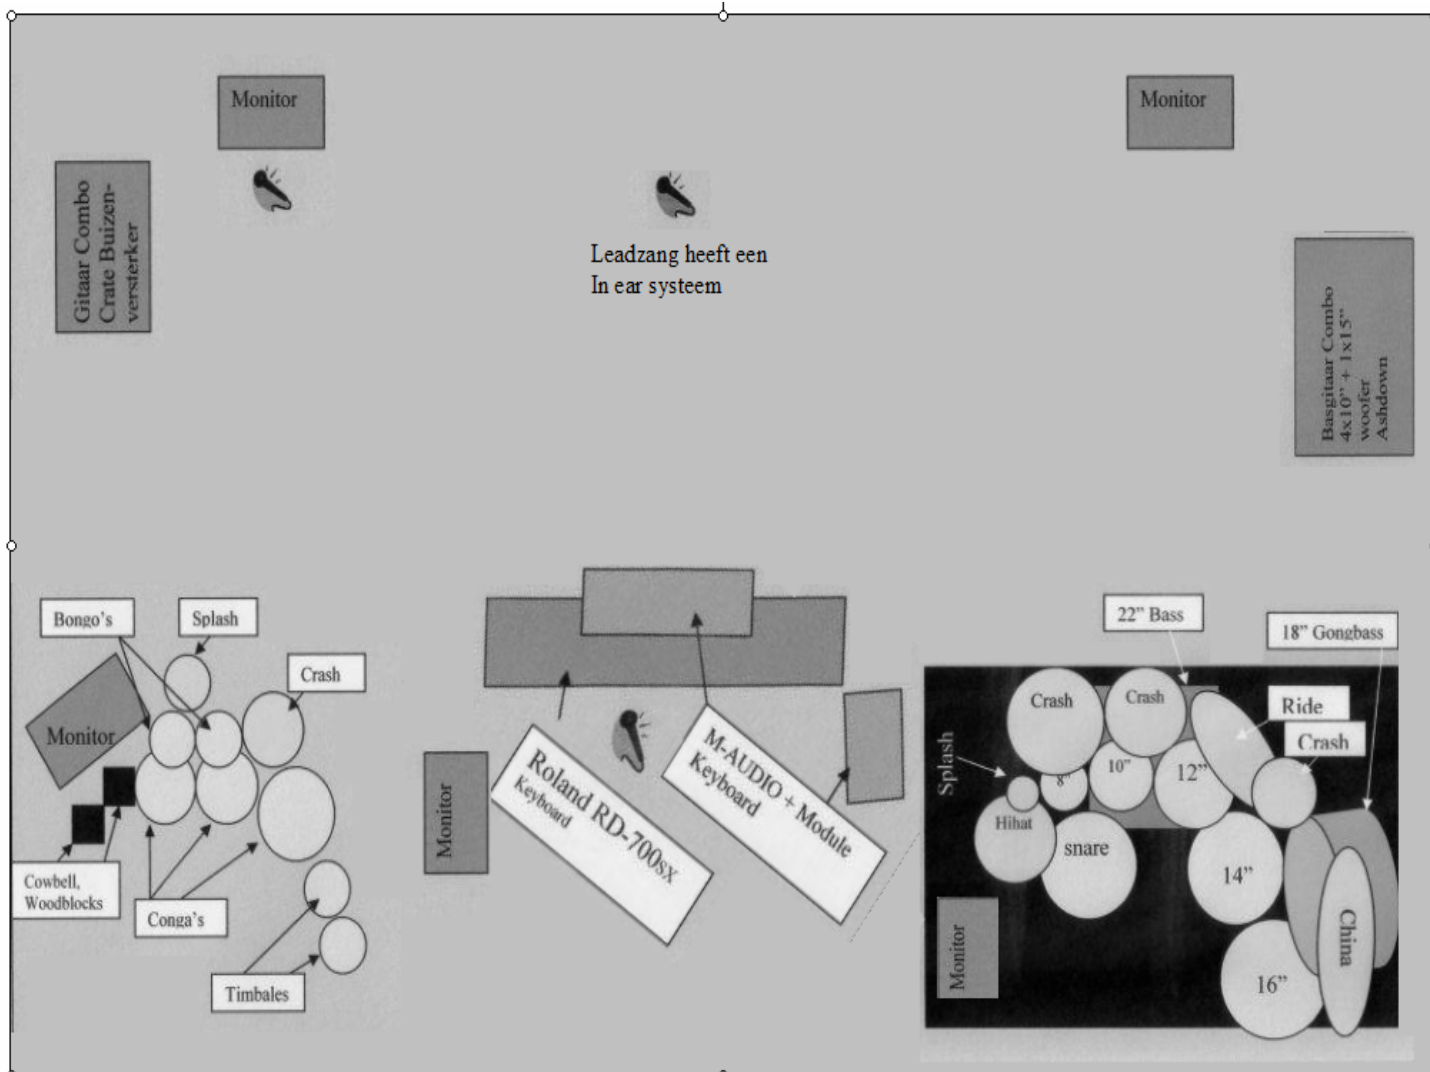 Monitor
Monitor
Gitaar Combo
Crate Buizen-
versterker
Leadzang heeft een
In ear systeem
Basgitaar Combo
4x10” + 1x15”
woofer
Ashdown
Bongo’s
Splash
Crash
Monitor
Cowbell,
Woodblocks
Conga’s
Timbales
Monitor
Roland RD-700sx
Keyboard
M-AUDIO + Module
Keyboard
22” Bass
18” Gongbass
Crash
Crash
Ride
Crash
Splash
8”
10”
12”
Hihat
snare
14”
China
Monitor
16”